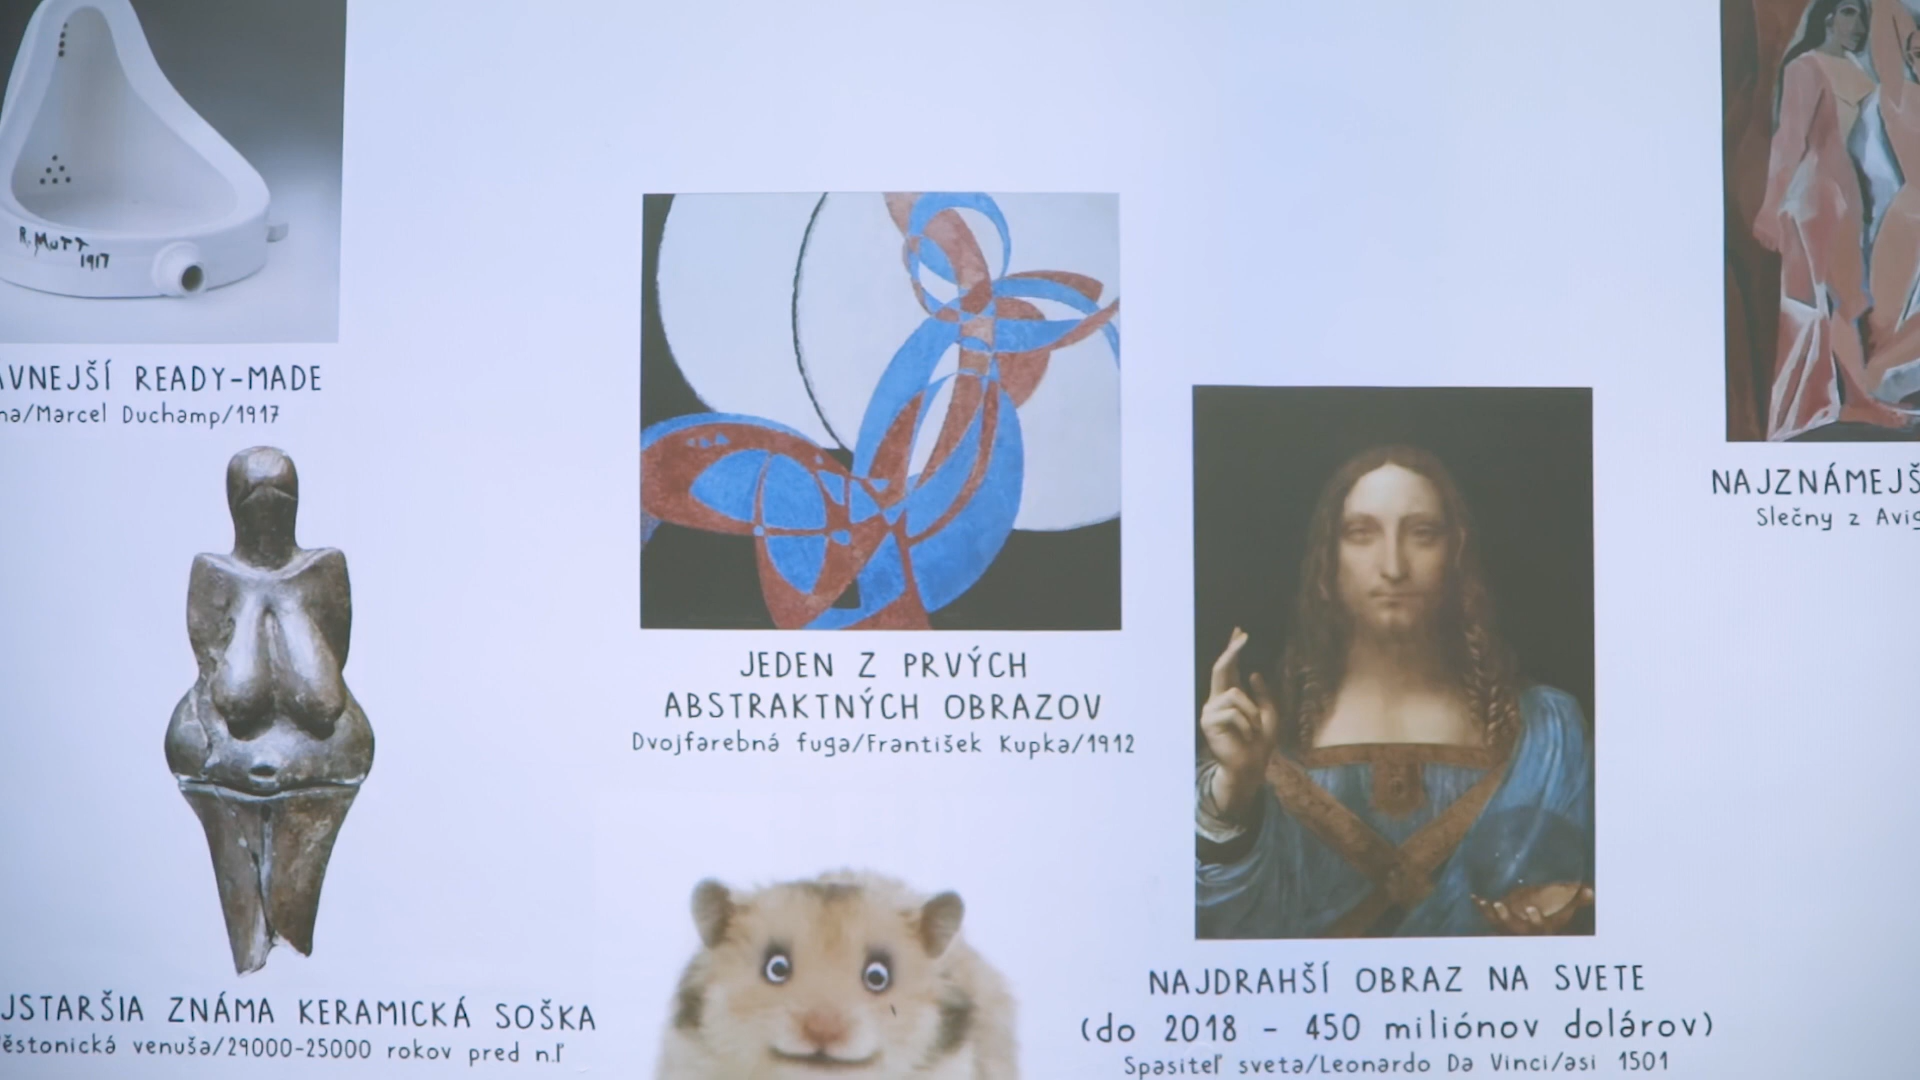 R. MUTT
1917
AVNEJŠÍ READY-MADE
na/Marcel Duchamp/1917
JEDEN Z PRVÝCH
ABSTRAKTNÝCH OBRAZOV
Dvojfarebná fuga/František Kupka/1912
NAJZNÁMEJŠ
Slečny z Avig
NAJDRAHŠÍ OBRAZ NA SVETE
(do 2018 - 450 miliónov dolárov)
Spasiteľ sveta/Leonardo Da Vinci/asi 1501
JSTARŠIA ZNÁMA KERAMICKÁ SOŠKA
ěstonická venuša/29000-25000 rokov pred n.ľ